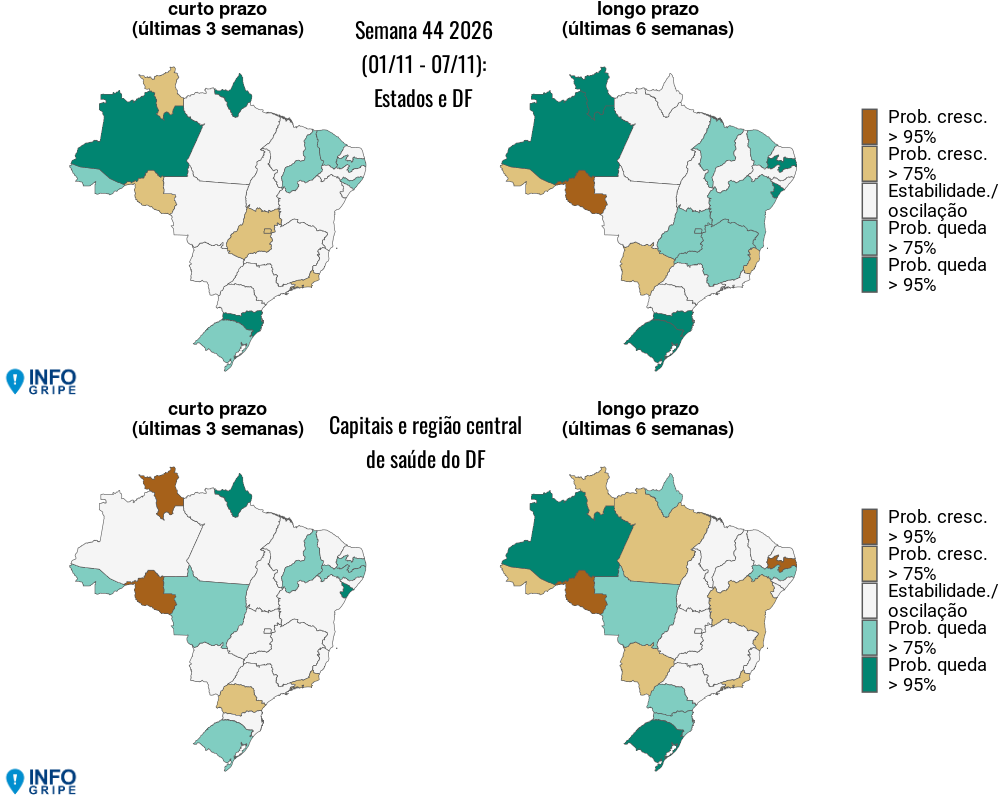 curto prazo
(últimas 3 semanas)
Semana 44 2026
(01/11 - 07/11):
Estados e DF
longo prazo
(últimas 6 semanas)
Prob. cresc.
> 95%
Prob. cresc.
> 75%
Estabilidade./
oscilação
Prob. queda
> 75%
Prob. queda
> 95%
INFO
GRIPE
curto prazo
(últimas 3 semanas)
Capitais e região central
de saúde do DF
longo prazo
(últimas 6 semanas)
Prob. cresc.
> 95%
Prob. cresc.
> 75%
Estabilidade./
oscilação
Prob. queda
> 75%
Prob. queda
> 95%
INFO
GRIPE